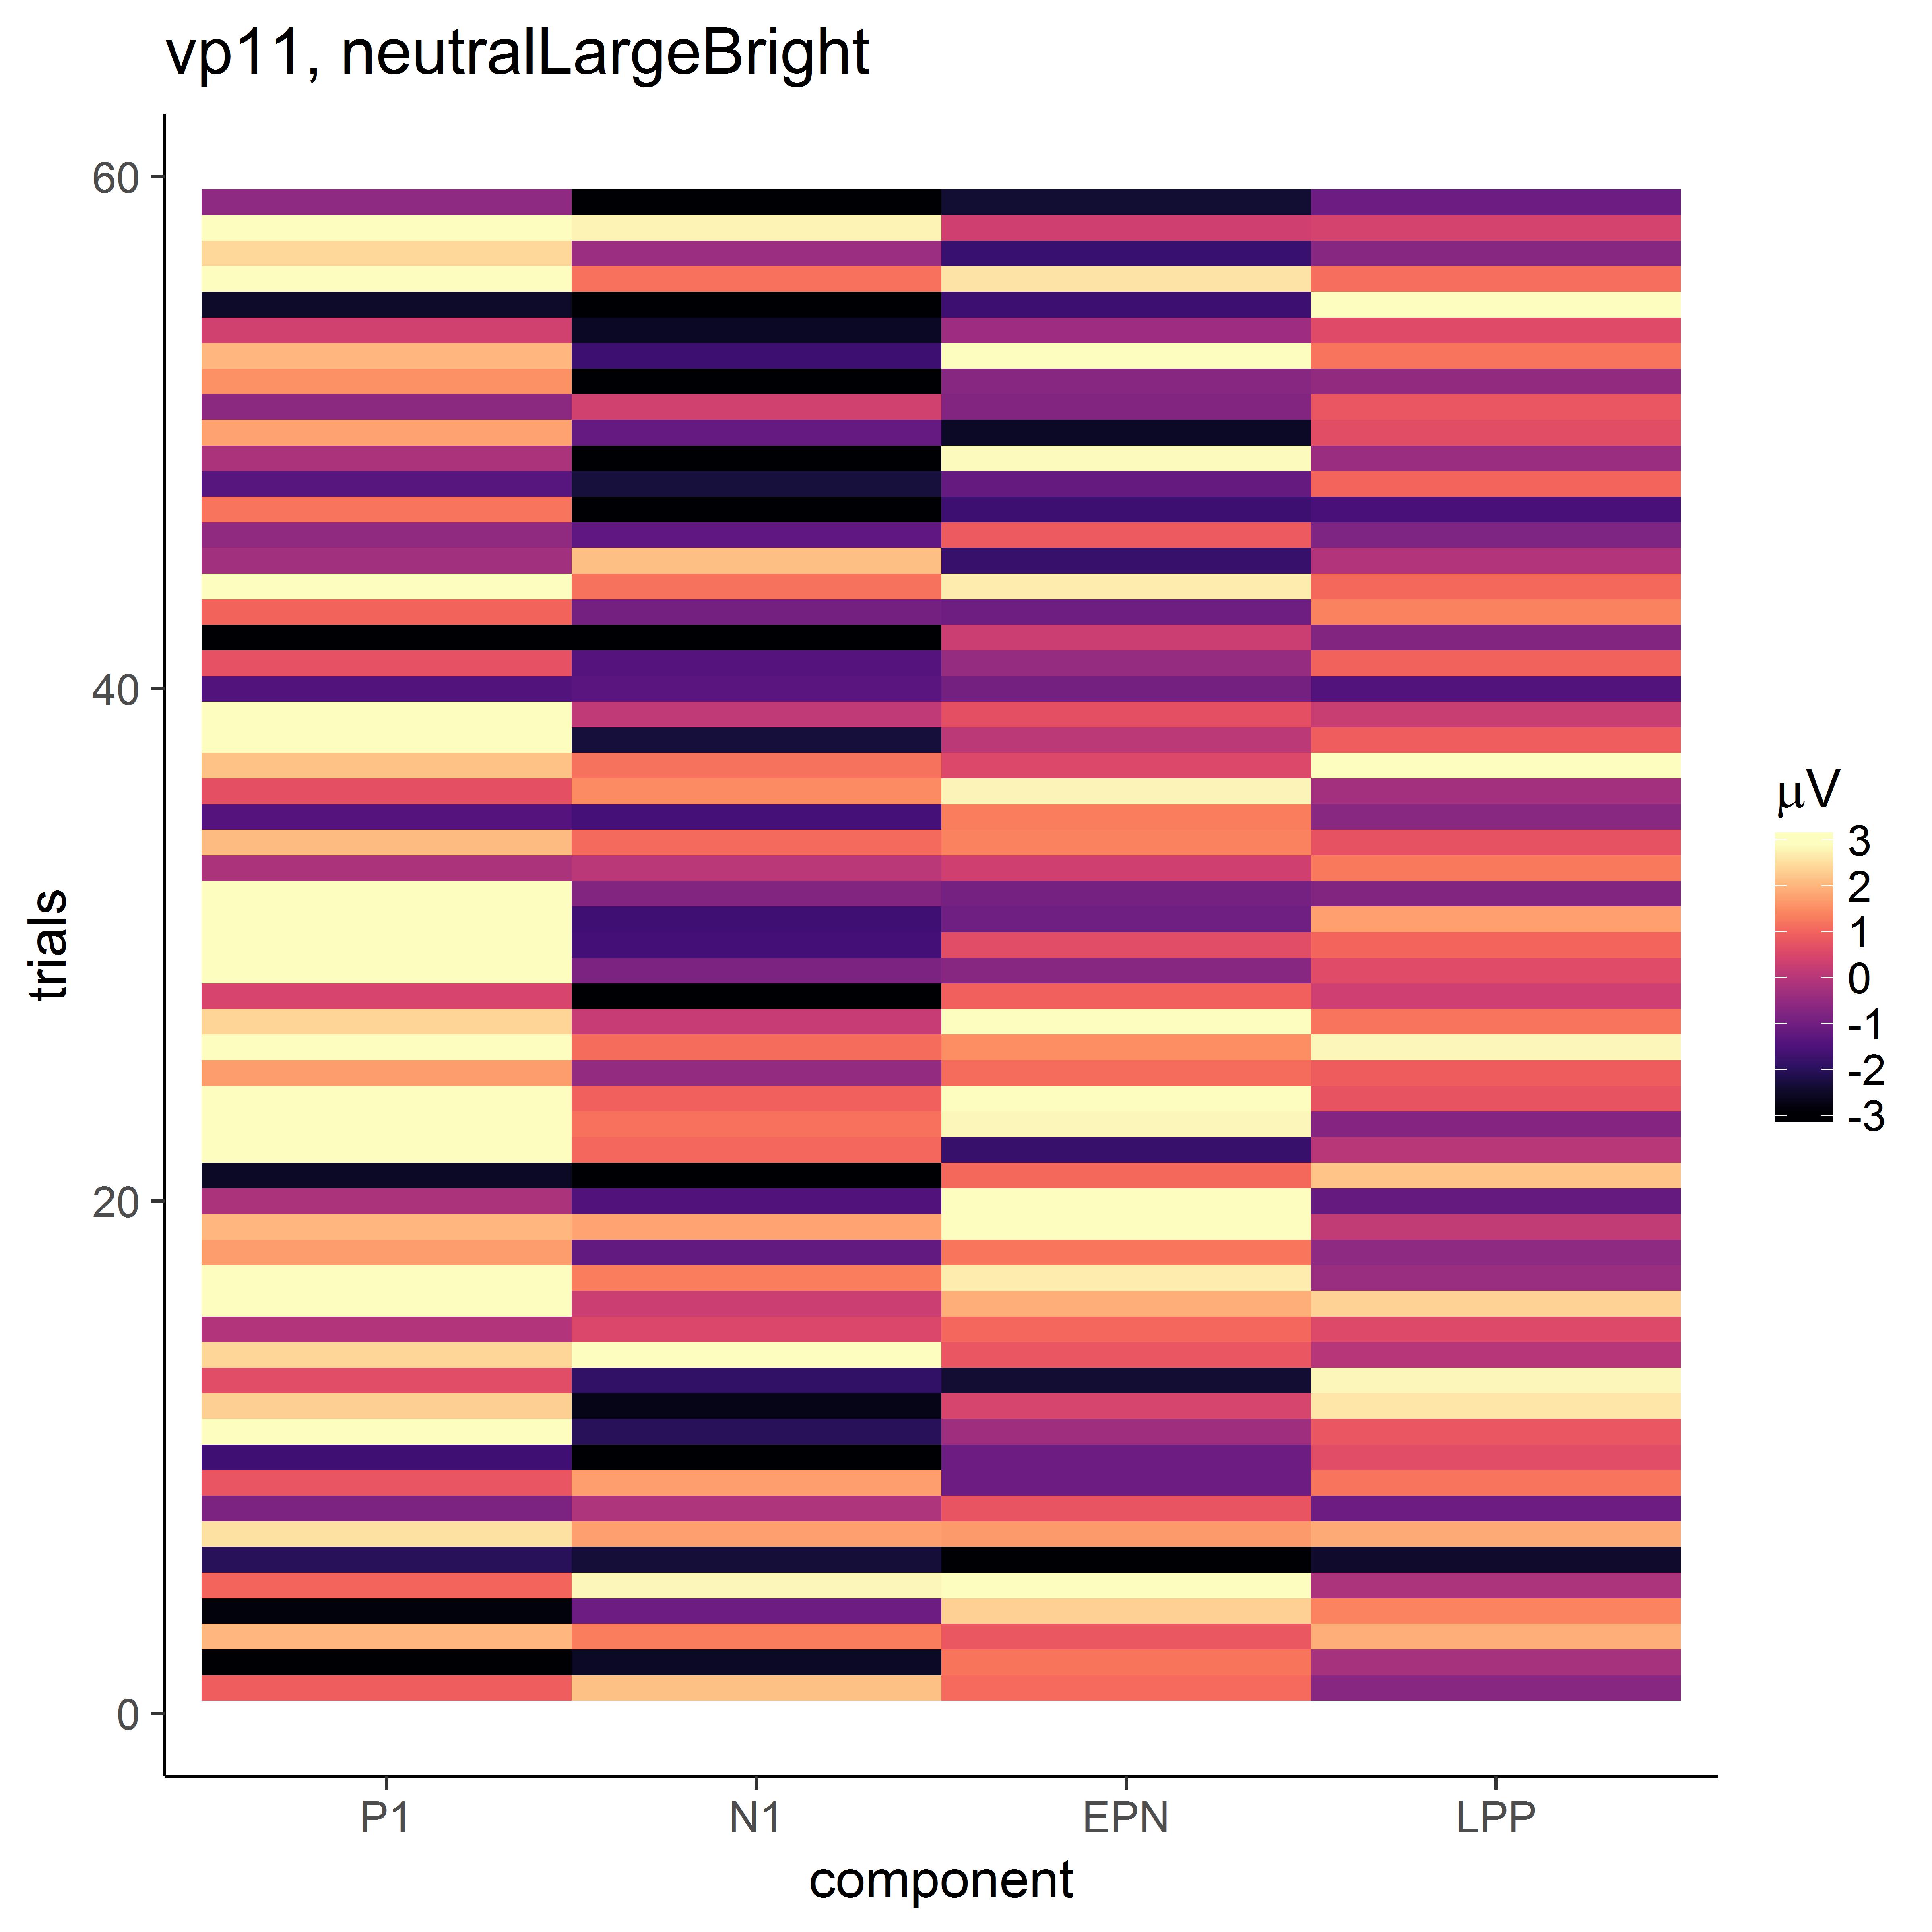 vp11, neutralLargeBright
60
40
20
0
trials
P1 N1 EPN LPP
component
μV
3
2
1
0
-1
-2
-3